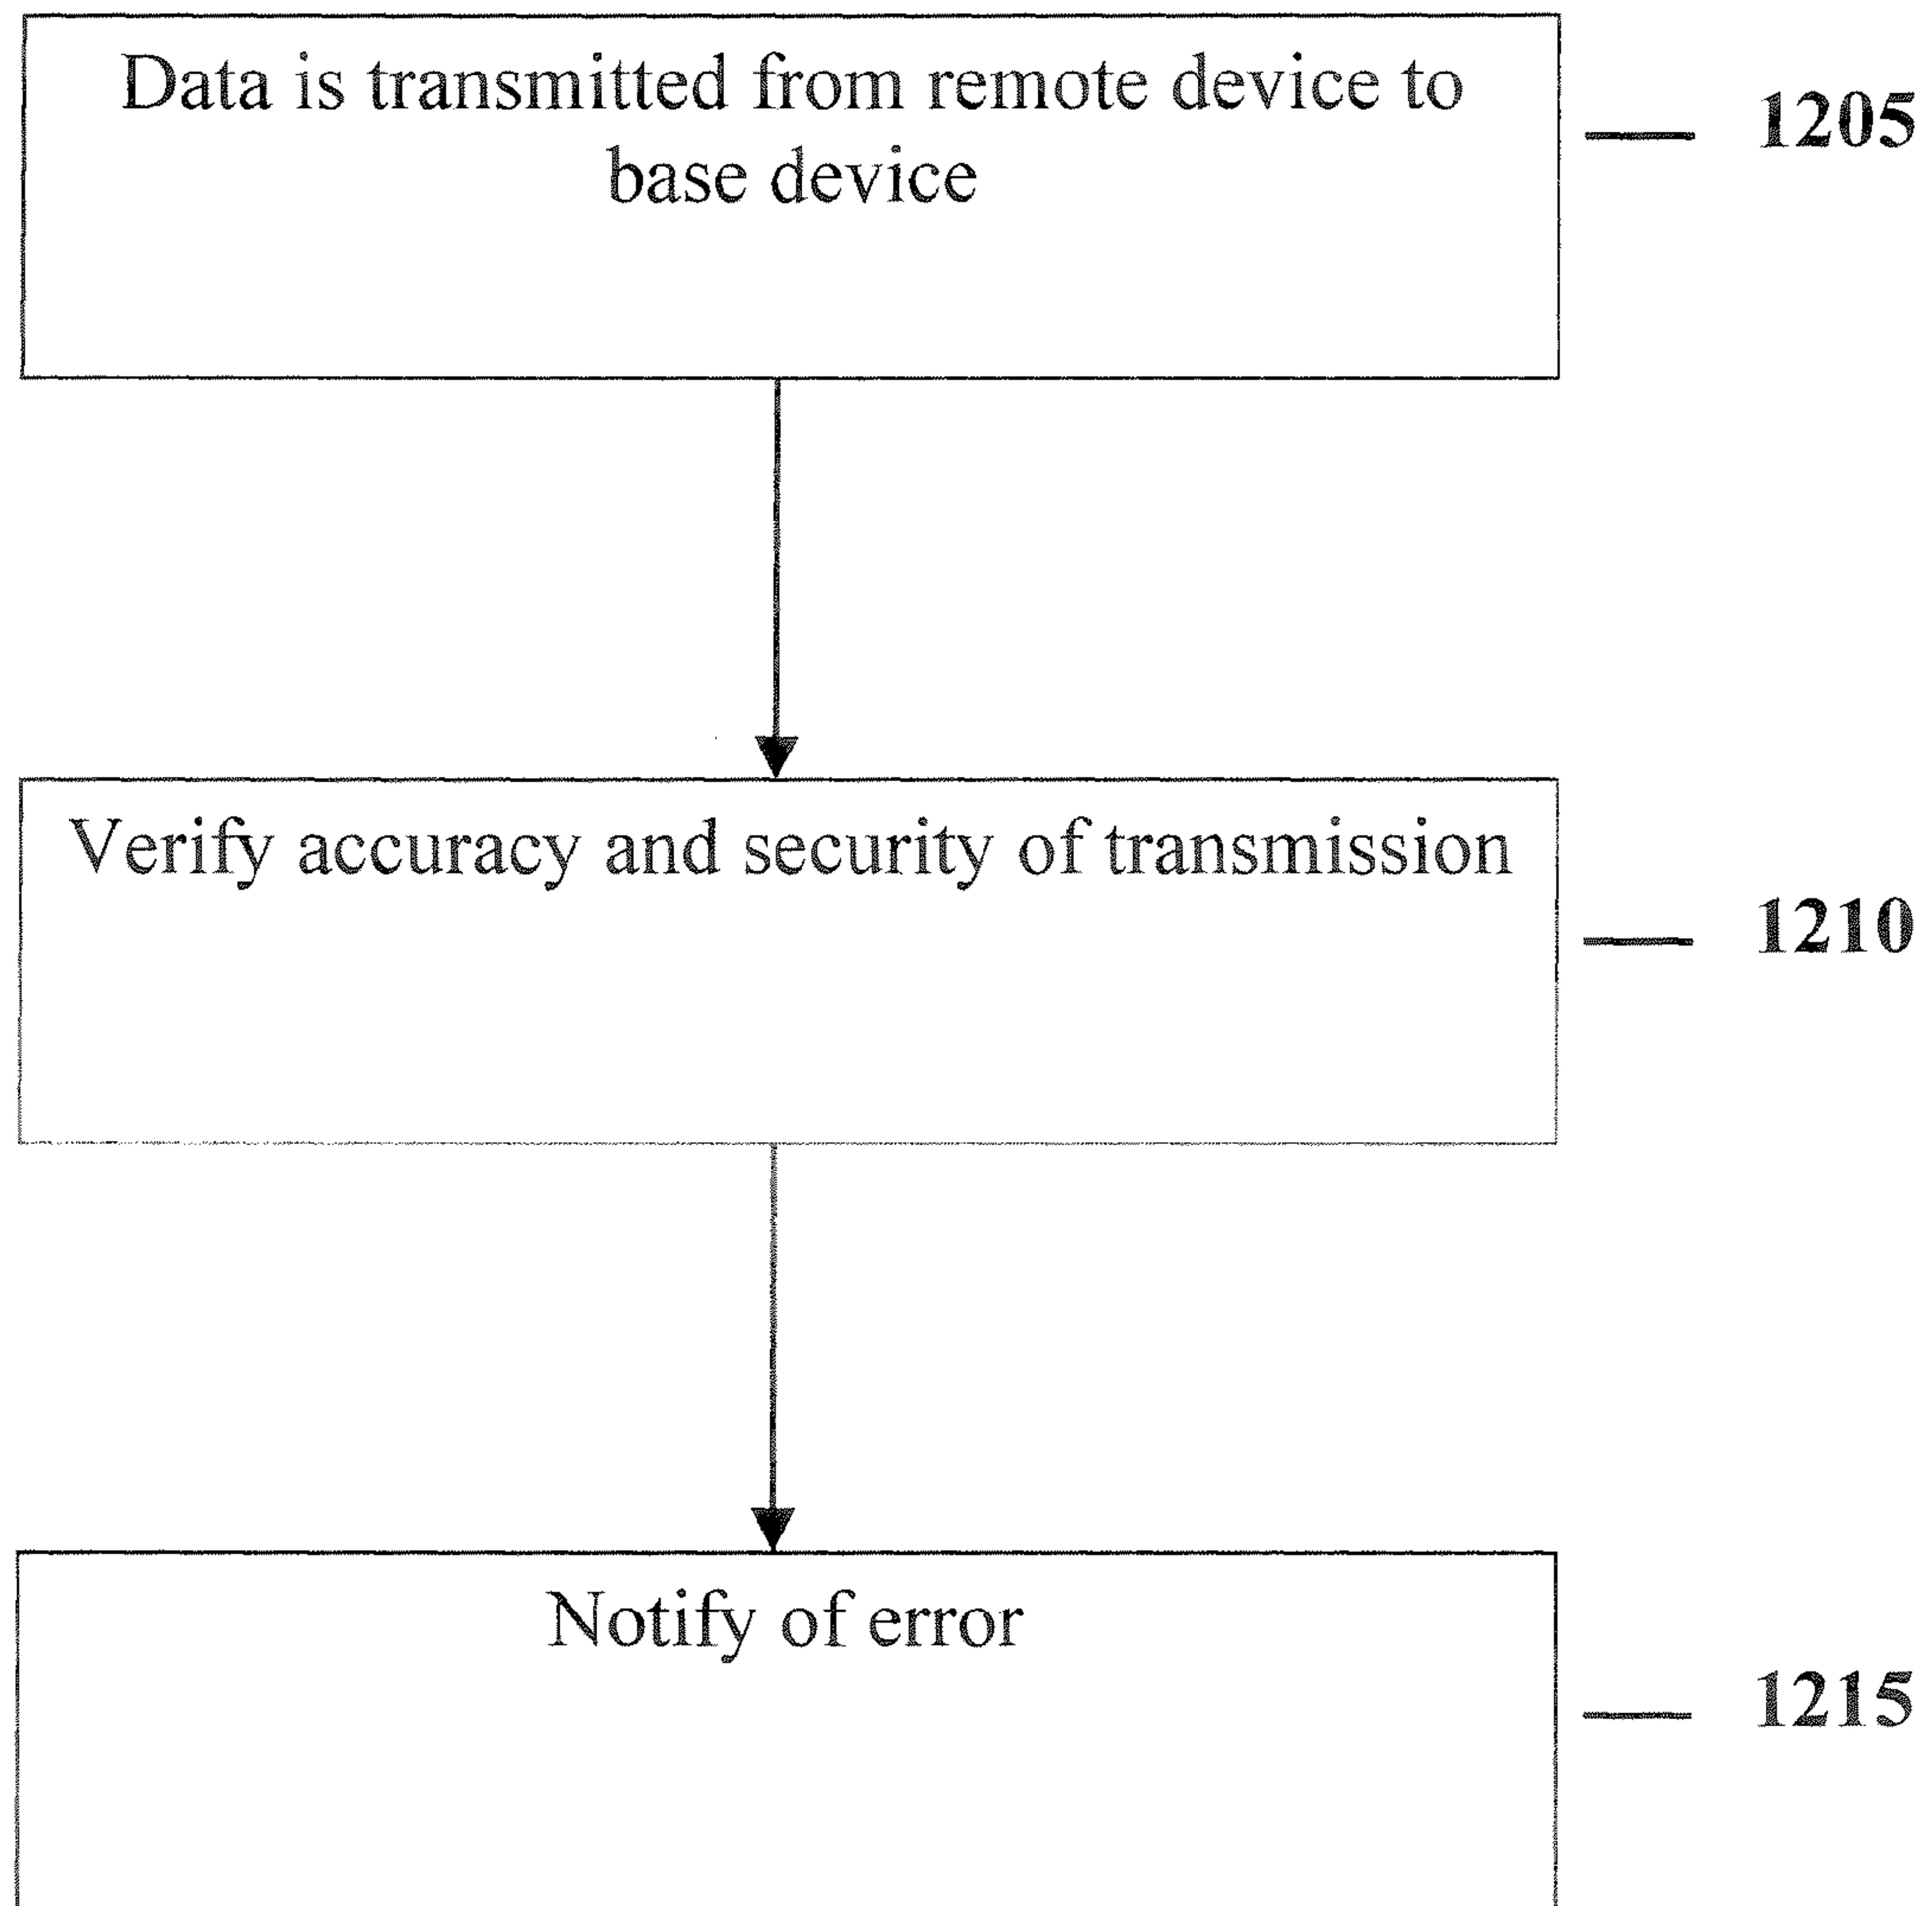 Data is transmitted from remote device to
base device
1205
Verify accuracy and security of transmission
1210
Notify of error
1215